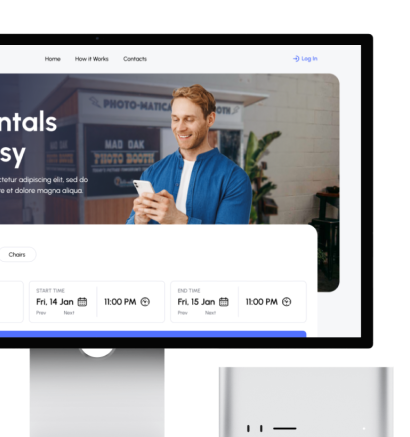 Home How it Works Contacts Log In
PHOTO-MATICA
MAD OAK
PHOTO BOOTH
ntals
sy
ctetur adipiscing elit, sed do
e et dolore magna aliqua.
Chairs
START TIME
Fri, 14 Jan 11:00 PM
Prev Next
END TIME
Fri, 15 Jan 11:00 PM
Prev Next